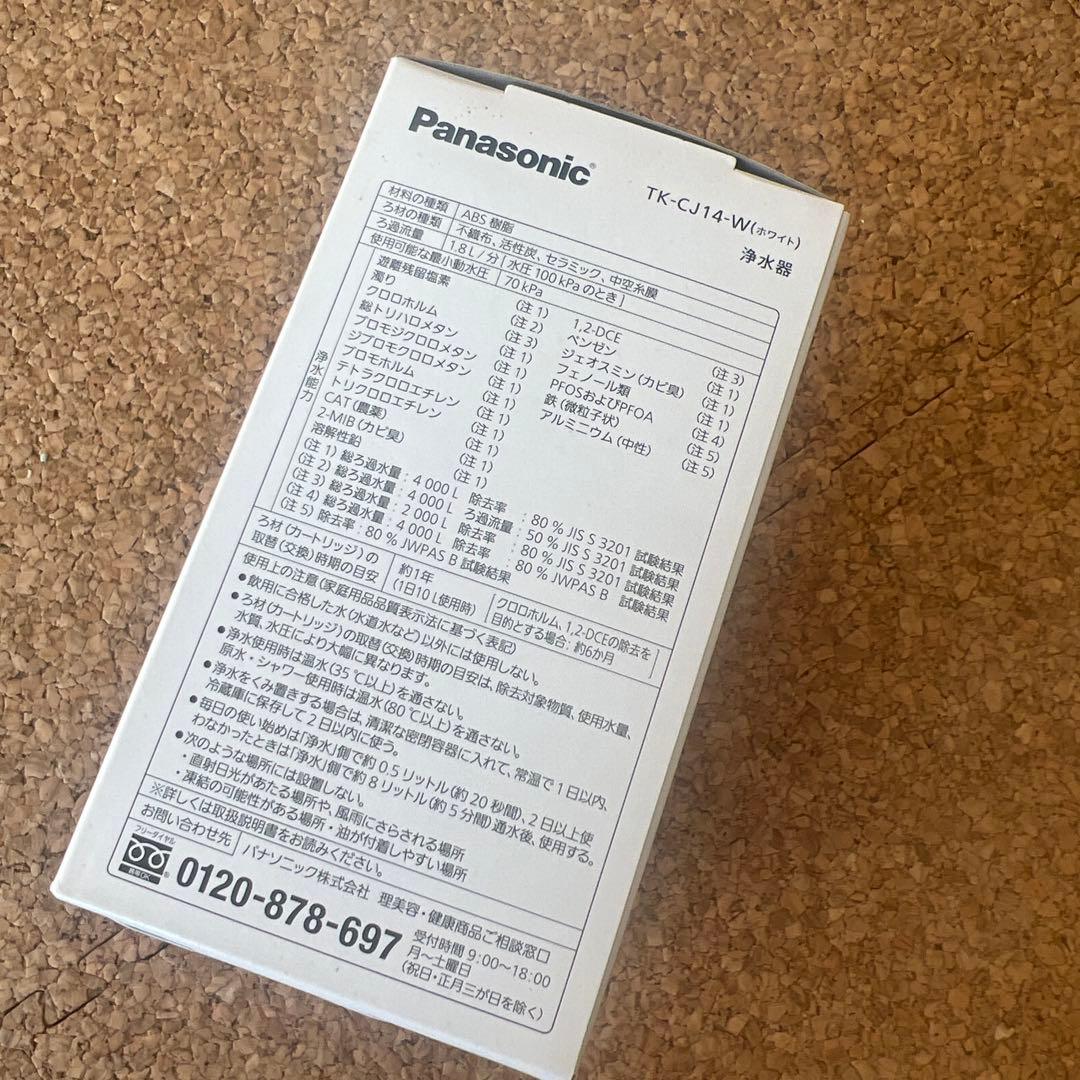 Panasonic®
TK-CJ14-W(ホワイト)
浄水器
材料の種類 ABS 樹脂
ろ材の種類 不織布、活性炭、セラミック、中空糸膜
ろ過流量 1.8L/分[水圧100kPaのとき]
使用可能な最小動水圧 70kPa
浄水能力
遊離残留塩素 (注 1)
濁り (注 2)
クロロホルム (注 3)
総トリハロメタン (注 1)
ブロモジクロロメタン (注 1)
ジブロモクロロメタン (注 1)
ブロモホルム (注 1)
テトラクロロエチレン (注 1)
トリクロロエチレン (注 1)
CAT(農薬) (注 1)
2-MIB(カビ臭) (注 1)
溶解性鉛 (注 1)
1,2-DCE (注 3)
ベンゼン (注 1)
ジェオスミン(カビ臭) (注 1)
フェノール類 (注 1)
PFOSおよびPFOA (注 4)
鉄(微粒子状) (注 5)
アルミニウム(中性) (注 5)
(注 1) 総ろ過水量:4 000 L 除去率:80 % JIS S 3201 試験結果
(注 2) 総ろ過水量:4 000 L ろ過流量:50 % JIS S 3201 試験結果
(注 3) 総ろ過水量:2 000 L 除去率:80 % JIS S 3201 試験結果
(注 4) 総ろ過水量:4 000 L 除去率:80 % JWPAS B 試験結果
(注 5) 除去率:80 % JWPAS B 試験結果
ろ材(カートリッジ)の
取替(交換)時期の目安
約1年
(1日10L使用時)
[クロロホルム、1,2-DCEの除去を
目的とする場合:約6か月]
使用上の注意(家庭用品品質表示法に基づく表記)
●飲用に合格した水(水道水など)以外には使用しない。
●ろ材(カートリッジ)の取替(交換)時期の目安は、除去対象物質、使用水量、
水質、水圧により大幅に異なります。
●浄水使用時は温水(35℃以上)を通さない。
原水・シャワー使用時は温水(80℃以上)を通さない。
●浄水をくみ置きする場合は、清潔な密閉容器に入れて、常温で1日以内、
冷蔵庫に保存して2日以内に使う。
●毎日の使い始めは「浄水」側で約0.5リットル(約20秒間)、2日以上使
わなかったときは「浄水」側で約8リットル(約5分間)通水後、使用する。
●次のような場所には設置しない。
・直射日光があたる場所や、風雨にさらされる場所
・凍結の可能性がある場所・油が付着しやすい場所
※詳しくは取扱説明書をお読みください。
お問い合わせ先 パナソニック株式会社 理美容・健康商品ご相談窓口
フリーダイヤル
携帯OK
0120-878-697
受付時間 9:00〜18:00
月〜土曜日
(祝日・正月三が日を除く)